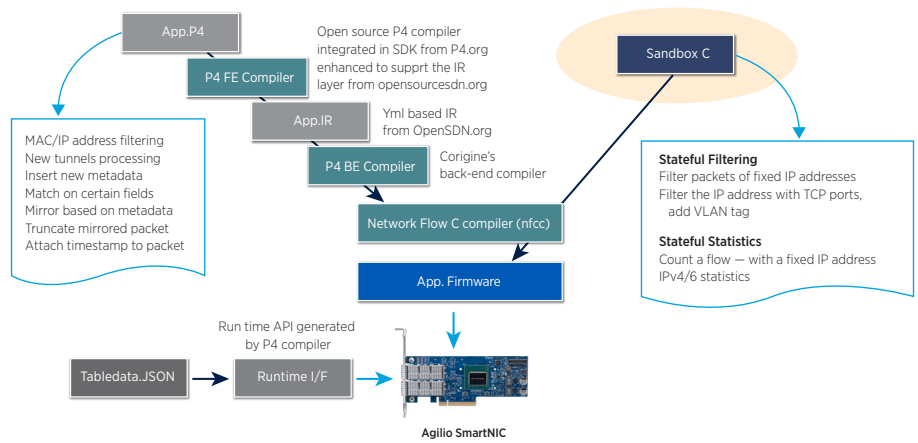 App.P4
Open source P4 compiler
integrated in SDK from P4.org
enhanced to supprt the IR
layer from opensourcesdn.org
P4 FE Compiler
App.IR
Yml based IR
from OpenSDN.org
P4 BE Compiler
Corigine's
back-end compiler
Network Flow C compiler (nfcc)
App. Firmware
Sandbox C
MAC/IP address filtering
New tunnels processing
Insert new metadata
Match on certain fields
Mirror based on metadata
Truncate mirrored packet
Attach timestamp to packet
Stateful Filtering
Filter packets of fixed IP addresses
Filter the IP address with TCP ports,
add VLAN tag
Stateful Statistics
Count a flow — with a fixed IP address
IPv4/6 statistics
Run time API generated
by P4 compiler
Tabledata.JSON
Runtime I/F
Agilio SmartNIC